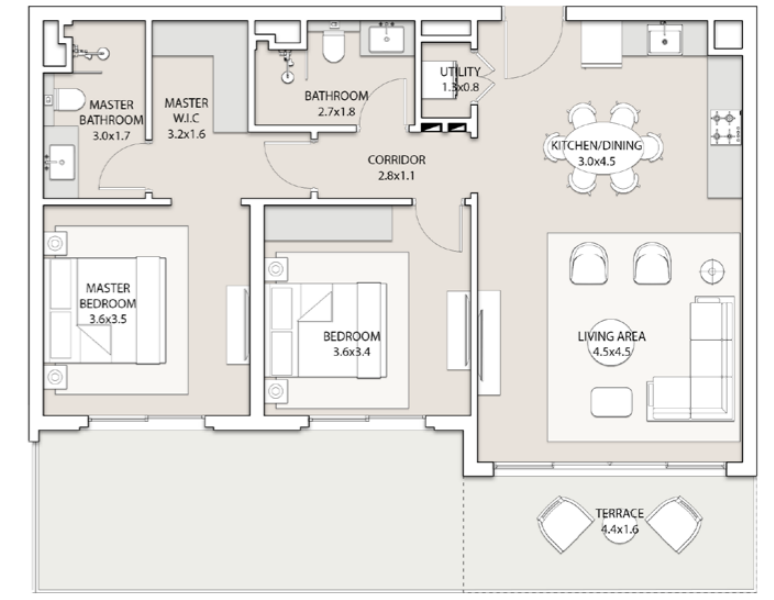 UTILITY
1.3x0.8
MASTER
BATHROOM
3.0x1.7
MASTER
W.I.C
3.2x1.6
BATHROOM
2.7x1.8
CORRIDOR
2.8x1.1
KITCHEN/DINING
3.0x4.5
MASTER
BEDROOM
3.6x3.5
BEDROOM
3.6x3.4
LIVING AREA
4.5x4.5
TERRACE
4.4x1.6